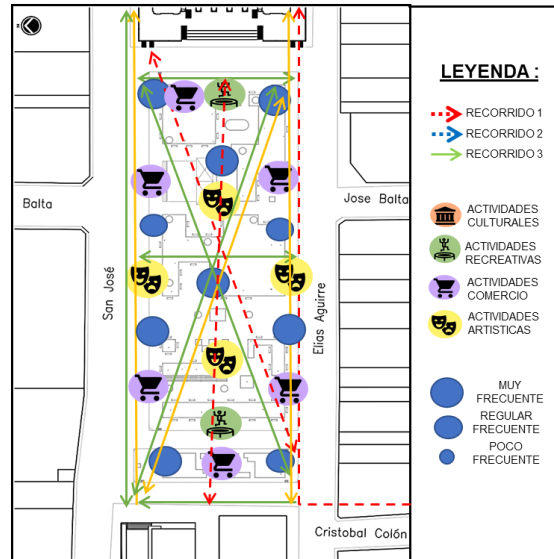 LEYENDA :
RECORRIDO 1
RECORRIDO 2
RECORRIDO 3
ACTIVIDADES
CULTURALES
ACTIVIDADES
RECREATIVAS
ACTIVIDADES
COMERCIO
ACTIVIDADES
ARTISTICAS
MUY
FRECUENTE
REGULAR
FRECUENTE
POCO
FRECUENTE
Balta
Jose Balta
San José
Elias Aguirre
Cristobal Colón